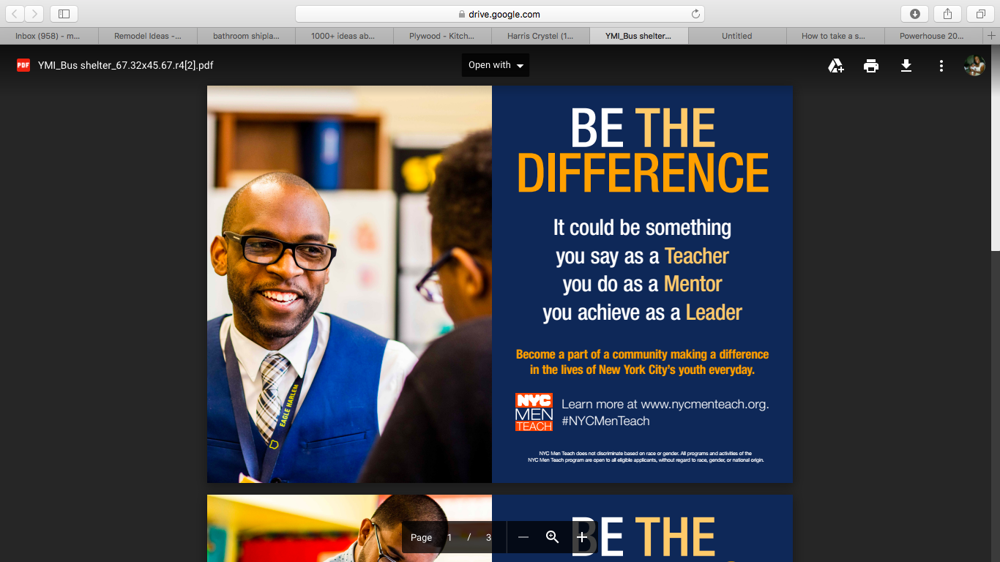 drive.google.com
Inbox (958) - m...
Remodel Ideas -...
bathroom shipla...
1000+ ideas ab...
Plywood - Kitch...
Harris Crystel (1...
YMI_Bus shelter...
Untitled
How to take a s...
Powerhouse 20...
PDF
YMI_Bus shelter_67.32x45.67.r4[2].pdf
Open with
BE THE
DIFFERENCE
It could be something
you say as a Teacher
you do as a Mentor
you achieve as a Leader
Become a part of a community making a difference
in the lives of New York City's youth everyday.
NYC
MEN
TEACH
Learn more at www.nycmenteach.org.
#NYCMenTeach
NYC Men Teach does not discriminate based on race or gender. All programs and activities of the
NYC Men Teach program are open to all eligible applicants, without regard to race, gender, or national origin.
EAGLE HARLEM
BE THE
Page 1 / 3